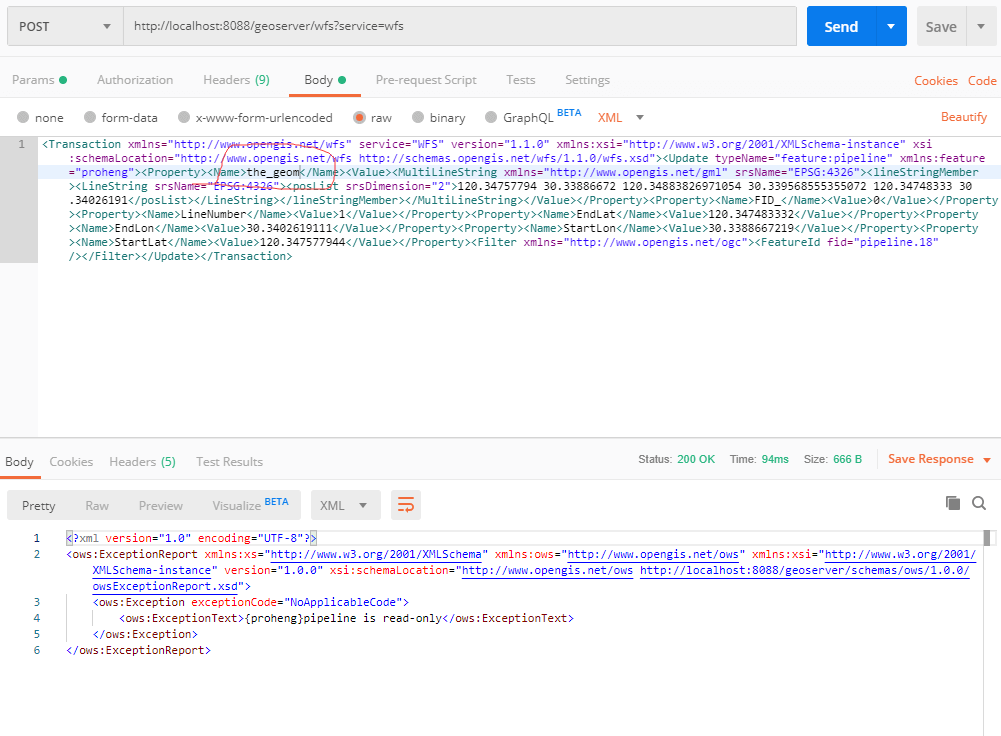 POST http://localhost:8088/geoserver/wfs?service=wfs Send Save
Params Authorization Headers (9) Body Pre-request Script Tests Settings Cookies Code
none form-data x-www-form-urlencoded raw binary GraphQL BETA XML Beautify
1 <Transaction xmlns="http://www.opengis.net/wfs" service="WFS" version="1.1.0" xmlns:xsi="http://www.w3.org/2001/XMLSchema-instance" xsi
:schemaLocation="http://www.opengis.net/wfs http://schemas.opengis.net/wfs/1.1.0/wfs.xsd"><Update typeName="feature:pipeline" xmlns:feature
="proheng"><Property><Name>the_geom</Name><Value><MultiLineString xmlns="http://www.opengis.net/gml" srsName="EPSG:4326"><lineStringMember
><LineString srsName="EPSG:4326"><posList srsDimension="2">120.34757794 30.33886672 120.34883826971054 30.339568555355072 120.34748333 30
.34026191</posList></LineString></lineStringMember></MultiLineString></Value></Property><Property><Name>FID_</Name><Value>0</Value></Property
><Property><Name>LineNumber</Name><Value>1</Value></Property><Property><Name>EndLat</Name><Value>120.347483332</Value></Property><Property
><Name>EndLon</Name><Value>30.3402619111</Value></Property><Property><Name>StartLon</Name><Value>30.3388667219</Value></Property><Property
><Name>StartLat</Name><Value>120.347577944</Value></Property><Filter xmlns="http://www.opengis.net/ogc"><FeatureId fid="pipeline.18"
/></Filter></Update></Transaction>
Body Cookies Headers (5) Test Results Status: 200 OK Time: 94ms Size: 666 B Save Response
Pretty Raw Preview Visualize BETA XML
1 <?xml version="1.0" encoding="UTF-8"?>
2 <ows:ExceptionReport xmlns:xs="http://www.w3.org/2001/XMLSchema" xmlns:ows="http://www.opengis.net/ows" xmlns:xsi="http://www.w3.org/2001/
XMLSchema-instance" version="1.0.0" xsi:schemaLocation="http://www.opengis.net/ows http://localhost:8088/geoserver/schemas/ows/1.0.0/
owsExceptionReport.xsd">
3 <ows:Exception exceptionCode="NoApplicableCode">
4 <ows:ExceptionText>{proheng}pipeline is read-only</ows:ExceptionText>
5 </ows:Exception>
6 </ows:ExceptionReport>